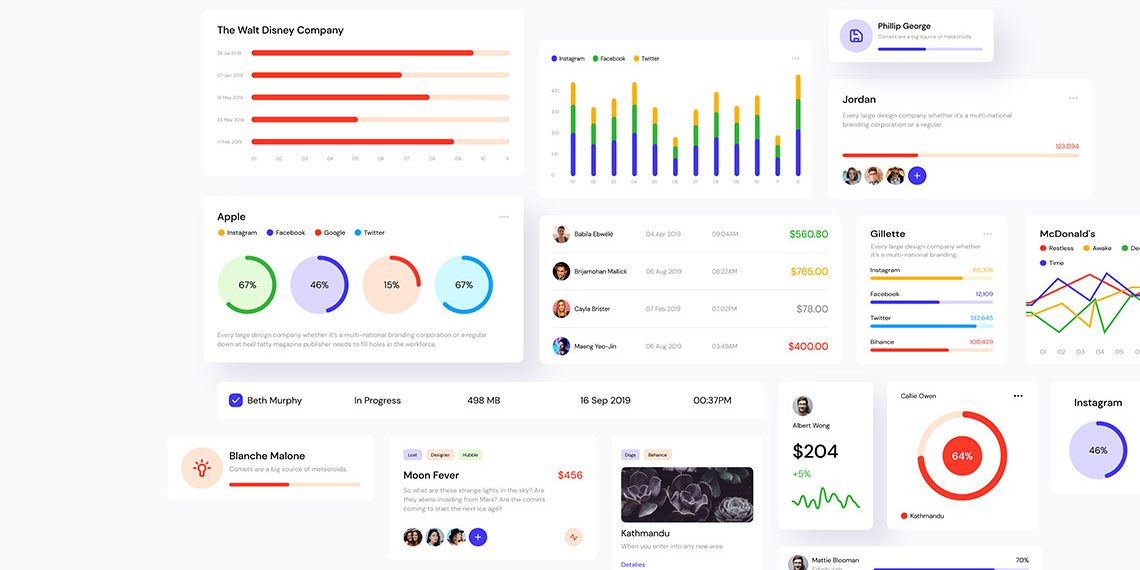 The Walt Disney Company
28 Jul 2019
07 Jan 2019
10 May 2019
23 May 2019
17 Feb 2019
01 02 03 04 05 06 07 08 09 10 11
Instagram Facebook Twitter
400
300
200
100
0
01 02 03 04 05 06 07 08 09 10 11 12
Phillip George
Comets are a big source of meteoroids.
Jordan
Every large design company whether it's a multi-national
branding corporation or a regular.
123,094
Apple
Instagram Facebook Google Twitter
67% 46% 15% 67%
Every large design company whether it's a multi-national branding corporation or a regular
down at heel tatty magazine publisher needs to fill holes in the workforce.
Babila Ebwélé 04 Apr 2019 09:04AM $560.80
Brijamohan Mallick 06 Aug 2019 08:22AM $765.00
Cayla Brister 07 Feb 2019 07:02PM $78.00
Maeng Yeo-Jin 06 Aug 2019 03:49AM $400.00
Gillette
Every large design company whether
it's a multi-national branding.
Instagram 65,376
Facebook 12,109
Twitter 132,645
Bihance 100,429
McDonald's
Restless Awake De
Time
01 02 03 04 05
Beth Murphy In Progress 498 MB 16 Sep 2019 00:37PM
Blanche Malone
Comets are a big source of meteoroids.
Lost Designer Hubble
Moon Fever $456
So what are these strange lights in the sky? Are
they aliens invading from Mars? Are the comets
coming to start the next ice age?
Dogs Behance
Kathmandu
When you enter into any new area
Detailes
Albert Wong
$204
+5%
Callie Owen
64%
Kathmandu
Instagram
46%
Mattie Blooman 70%